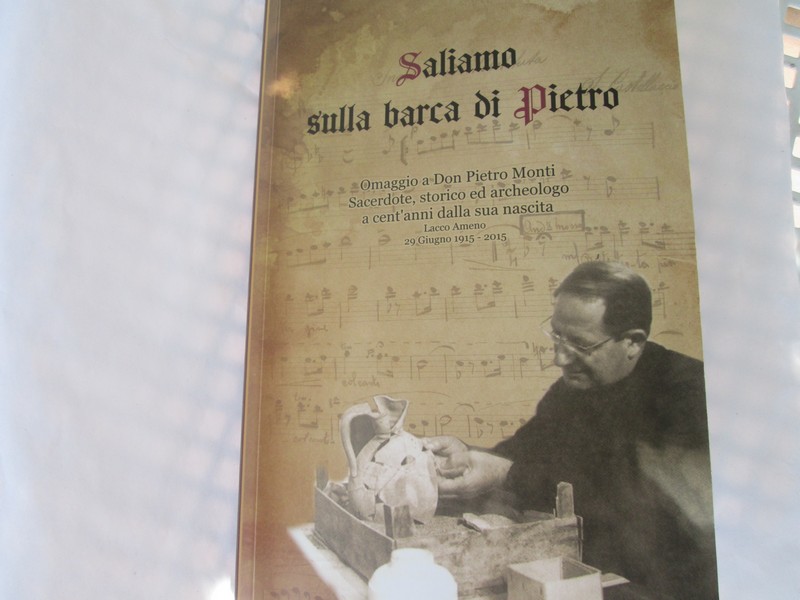 Saliamo
sulla barca di Pietro
Omaggio a Don Pietro Monti
Sacerdote, storico ed archeologo
a cent'anni dalla sua nascita
Lacco Ameno
29 Giugno 1915 - 2015